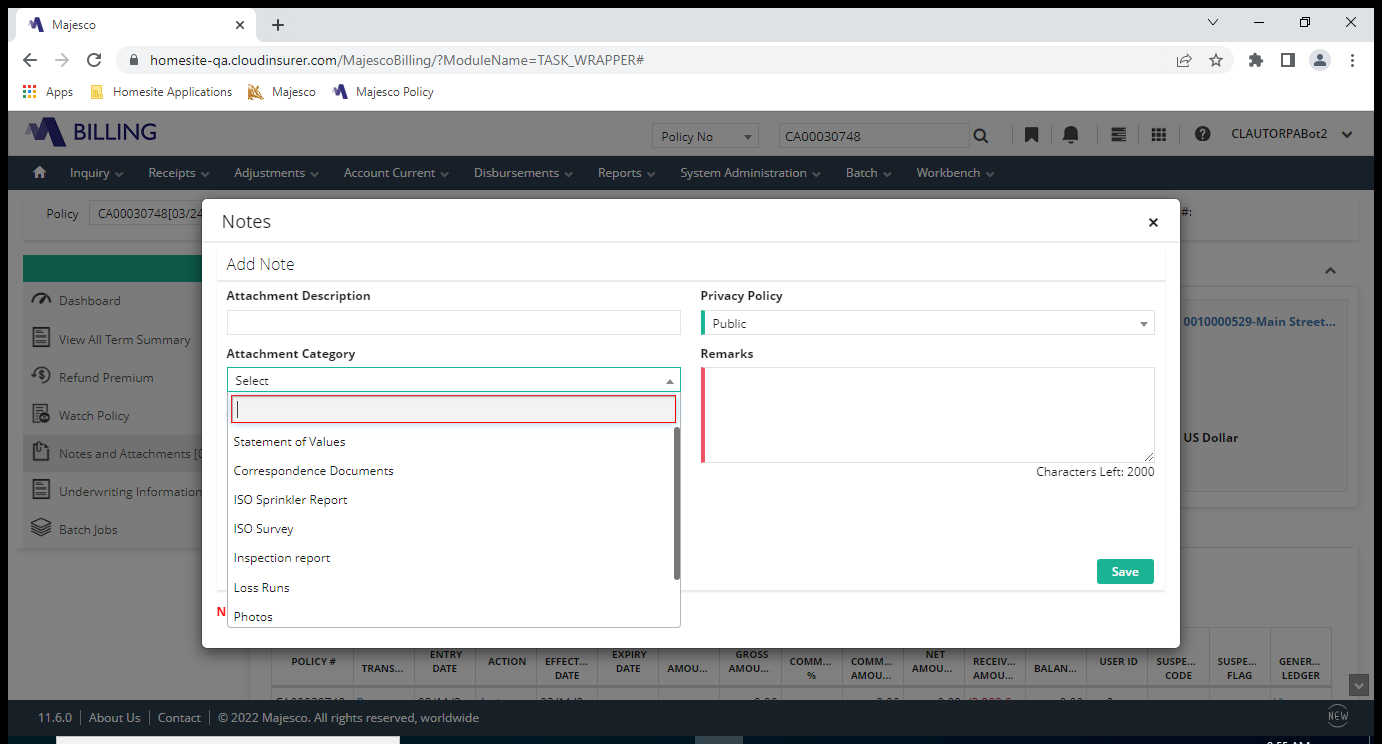 Majesco
homesite-qa.cloudinsurer.com/MajescoBilling/?ModuleName=TASK_WRAPPER#
Apps Homesite Applications Majesco Majesco Policy
BILLING Policy No CA00030748 CLAUTORPABot2
Inquiry Receipts Adjustments Account Current Disbursements Reports System Administration Batch Workbench
Policy CA00030748[03/24 #:
Notes
Add Note
Attachment Description Privacy Policy
Public
Attachment Category Remarks
Select
Statement of Values
Correspondence Documents
ISO Sprinkler Report
ISO Survey
Inspection report
Loss Runs
Photos
Characters Left: 2000
Save
N
Dashboard
View All Term Summary
Refund Premium
Watch Policy
Notes and Attachments [
Underwriting Information
Batch Jobs
0010000529-Main Street...
US Dollar
POLICY # TRANS... ENTRY DATE ACTION EFFECT... DATE EXPIRY DATE AMOU... GROSS AMOU... COMM... % COMM... AMOU... NET AMOU... RECEIV... AMOU... BALAN... USER ID SUSPE... CODE SUSPE... FLAG GENER... LEDGER
11.6.0 About Us Contact © 2022 Majesco. All rights reserved, worldwide NEW